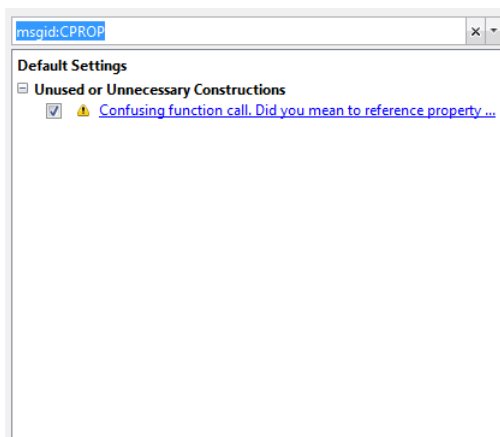 msgid:CPROP
Default Settings
Unused or Unnecessary Constructions
Confusing function call. Did you mean to reference property ...